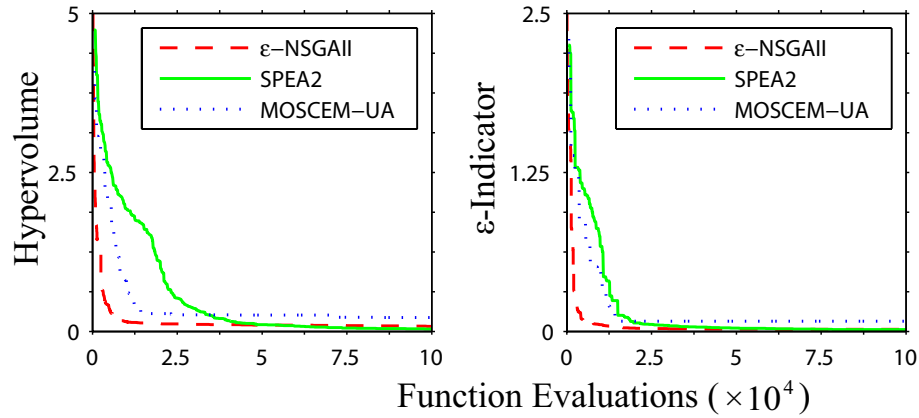 Hypervolume
5
2.5
0
ε−NSGAII
SPEA2
MOSCEM−UA
0 2.5 5 7.5 10
ε-Indicator
2.5
1.25
0
ε−NSGAII
SPEA2
MOSCEM−UA
0 2.5 5 7.5 10
Function Evaluations (×10⁴)